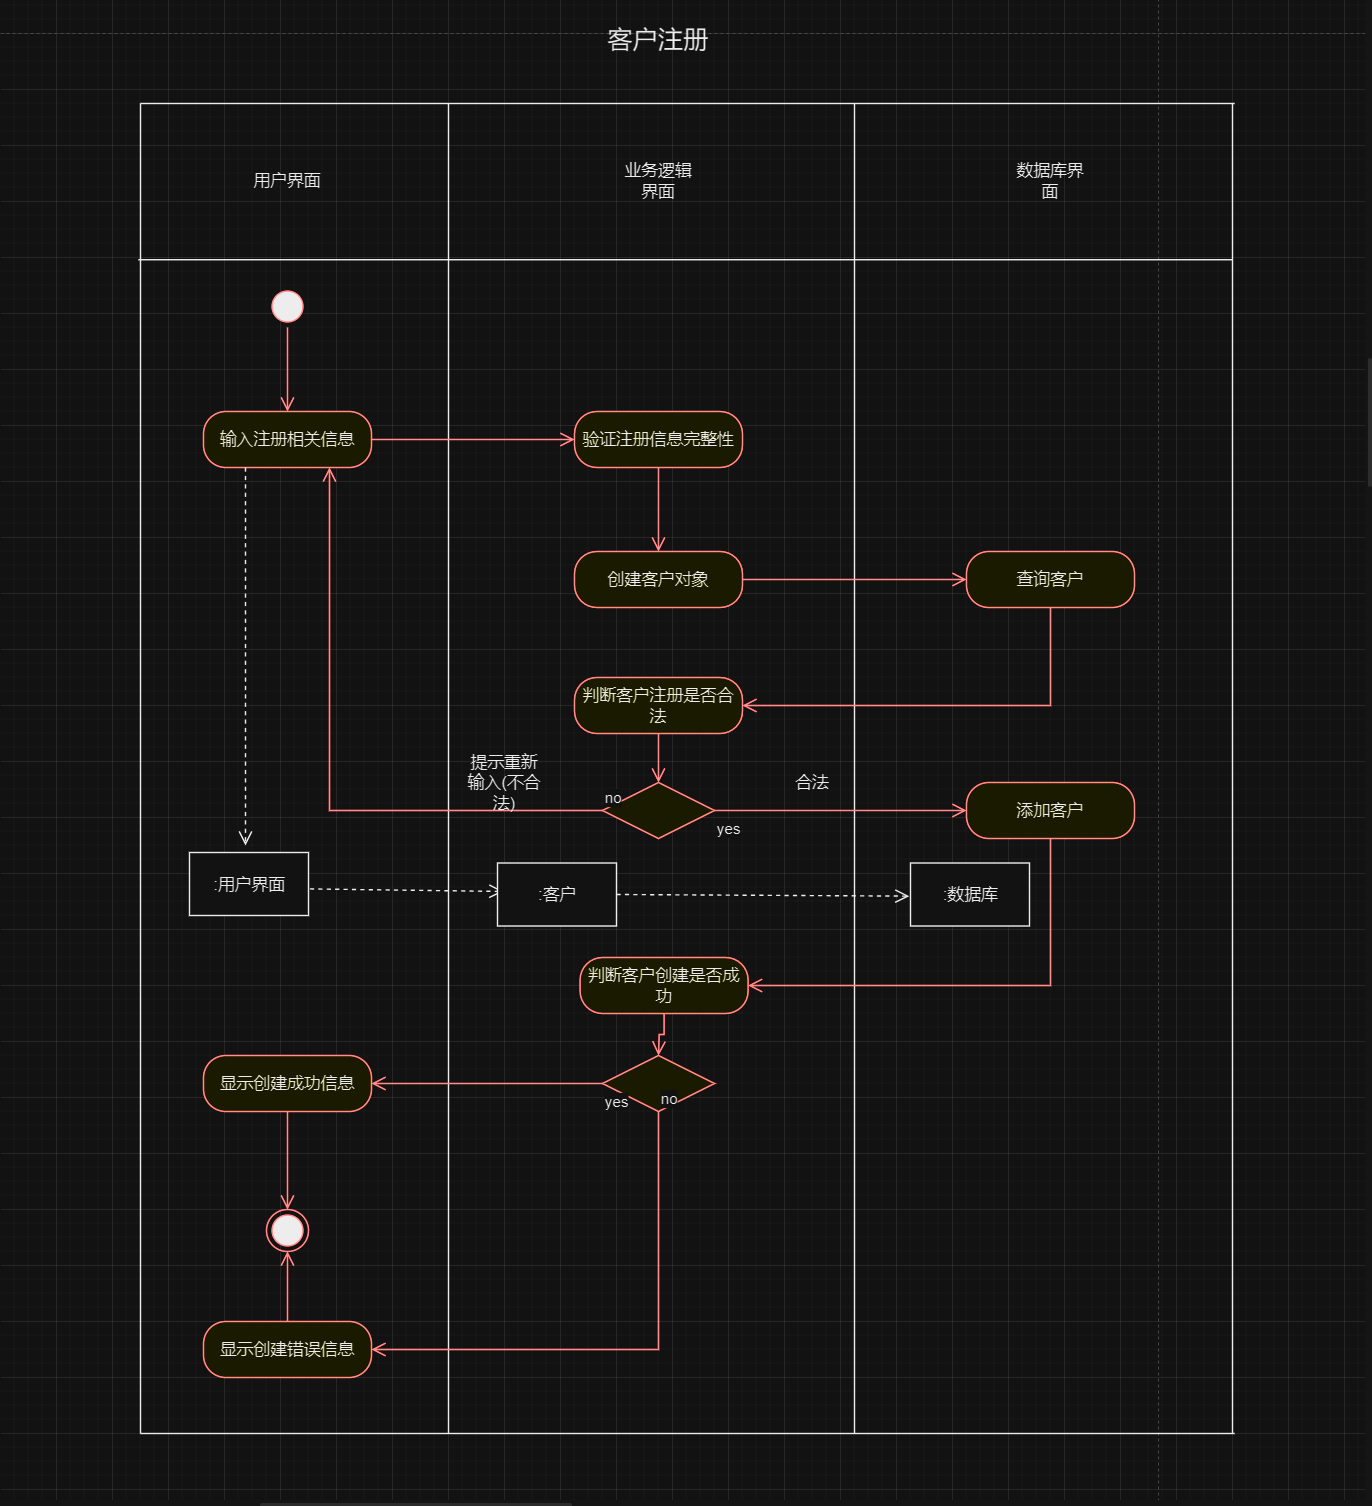 客户注册
用户界面
业务逻辑
界面
数据库界
面
输入注册相关信息
验证注册信息完整性
创建客户对象
查询客户
判断客户注册是否合
法
提示重新
输入(不合
法)
no
合法
yes
添加客户
:用户界面
:客户
:数据库
判断客户创建是否成
功
显示创建成功信息
yes
no
显示创建错误信息